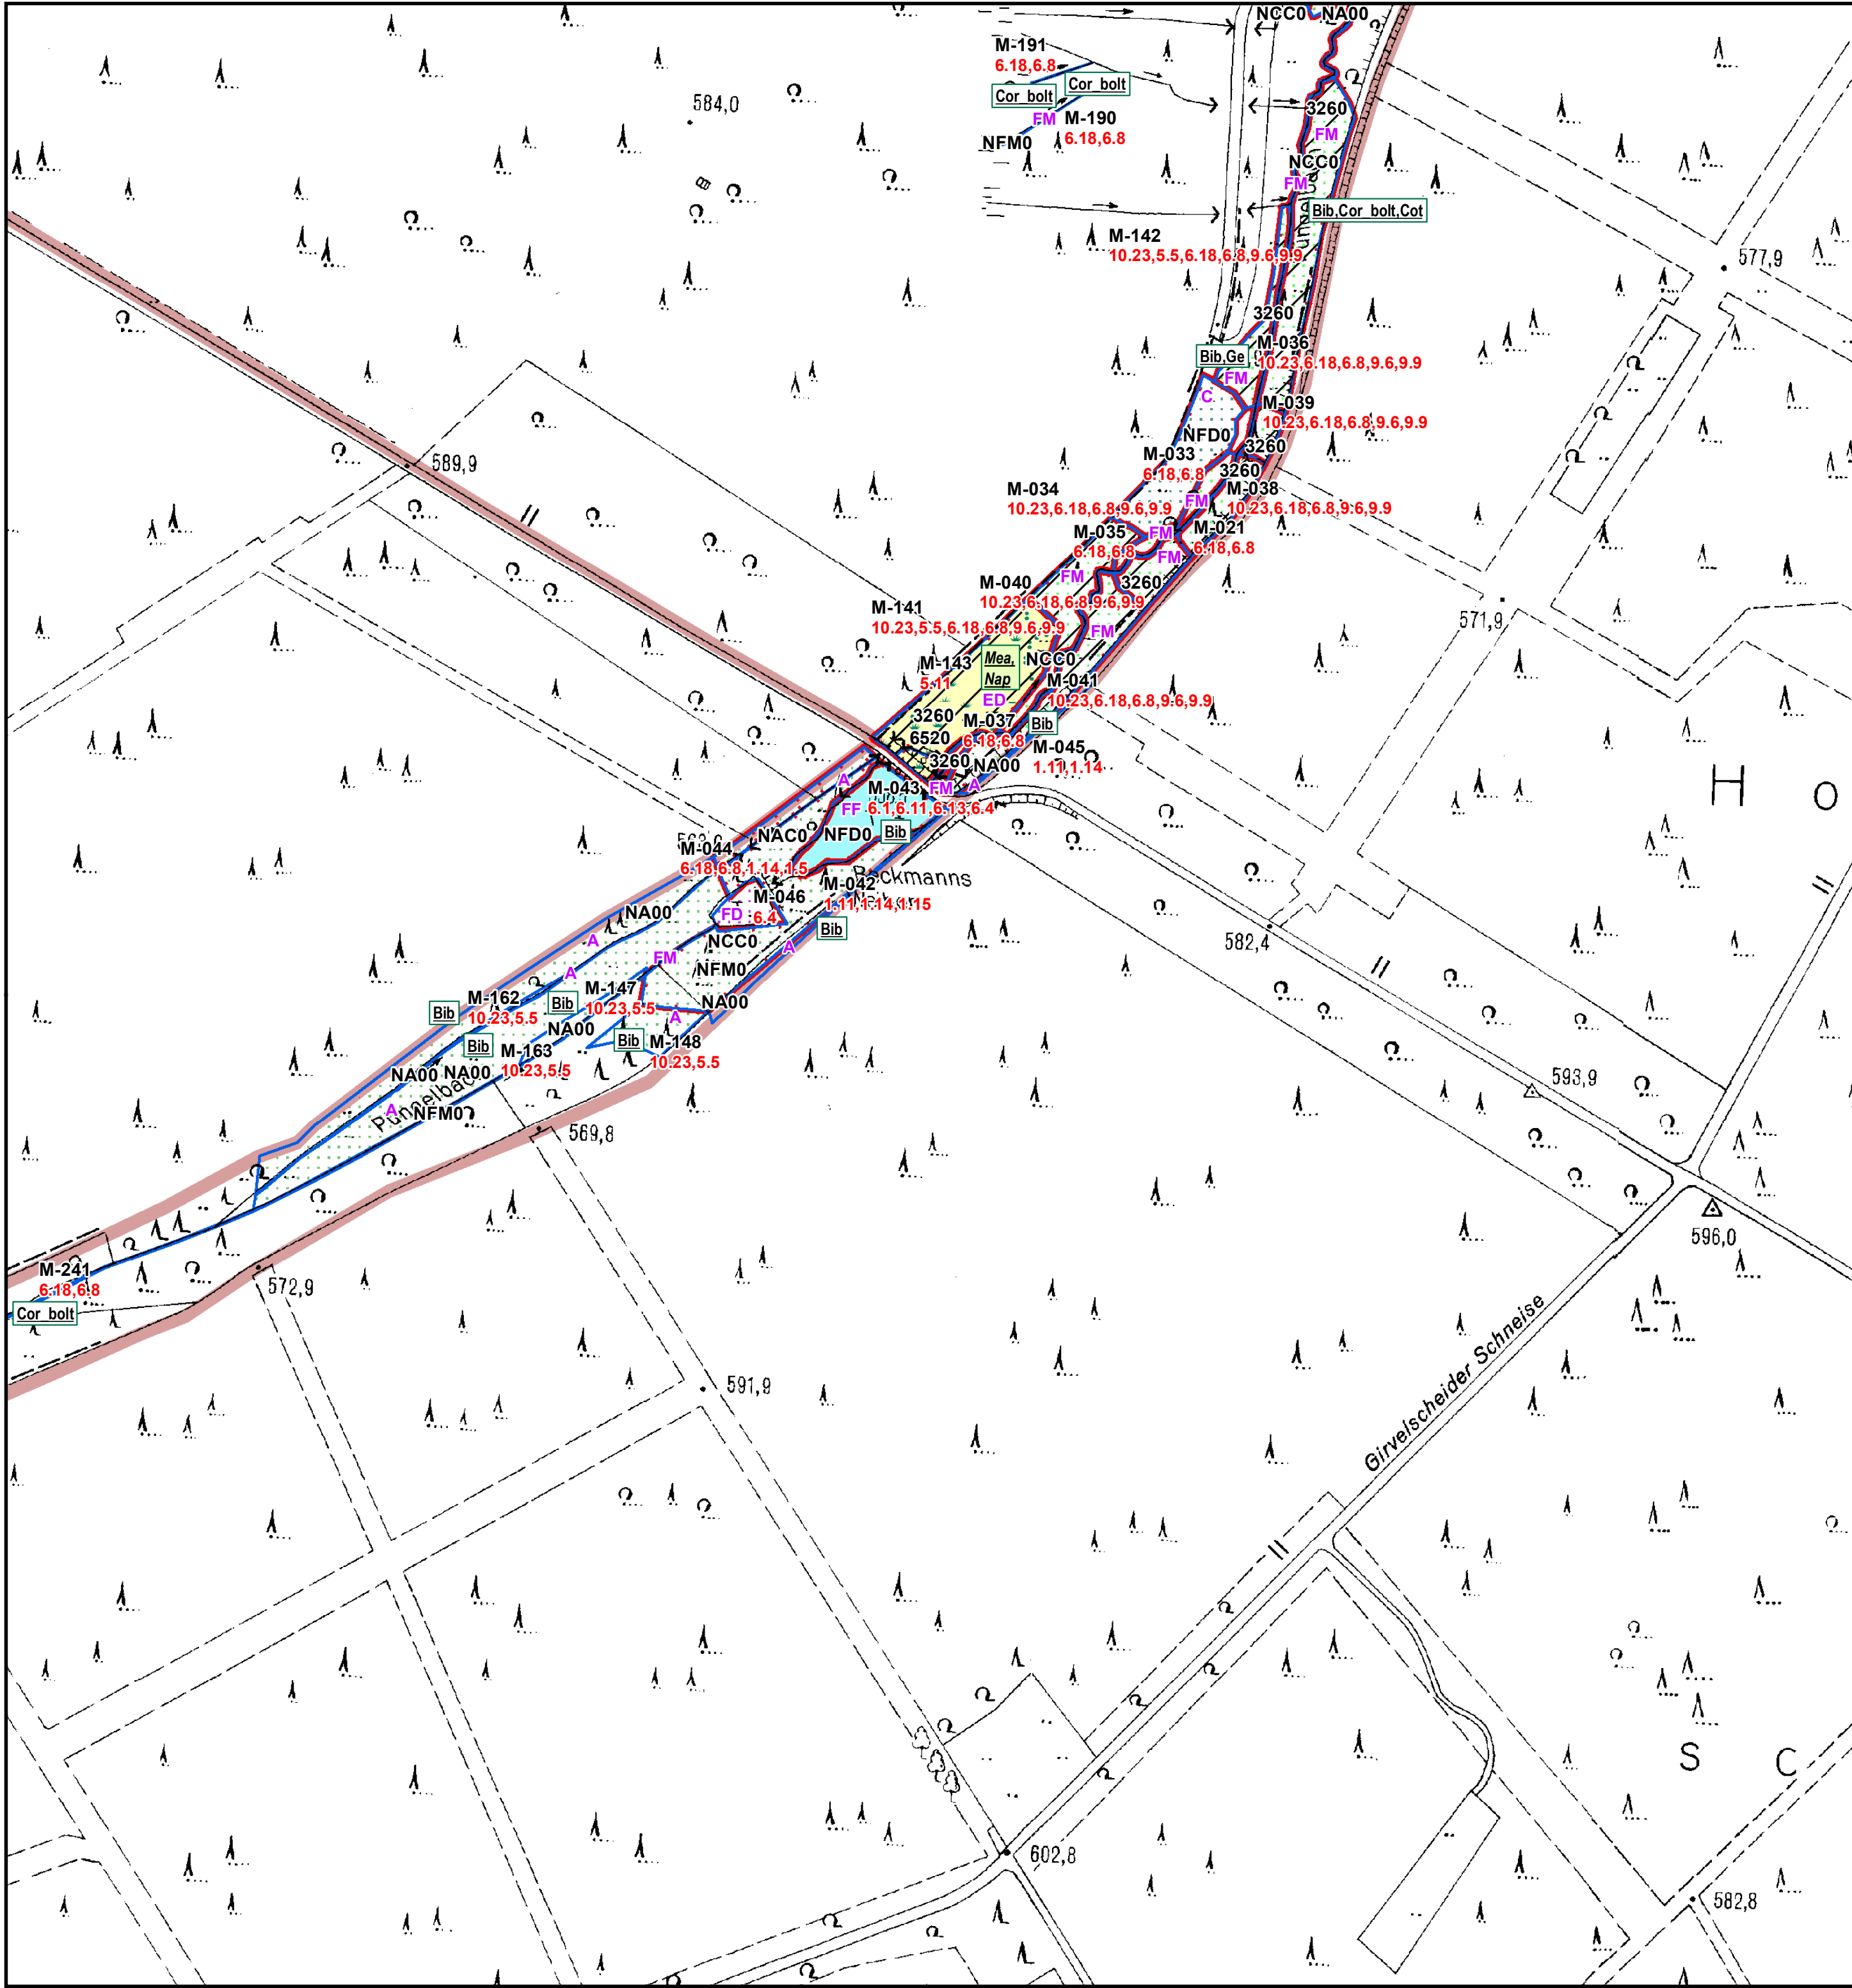 NCC0 NA00
M-191
6.18,6.8
Cor_bolt
Cor_bolt
FM M-190
6.18,6.8
NFM0
584,0
3260
FM
NCC0
FM
Bib,Cor_bolt,Cot
M-142
10.23,5.5,6.18,6.8,9.6,9.9
577,9
3260
M-036
Bib,Ge
10.23,6.18,6.8,9.6,9.9
FM
C
M-039
10.23,6.18,6.8,9.6,9.9
NFD0
3260
M-033
589,9
6.18,6.8
3260
M-034
M-038
10.23,6.18,6.8,9.6,9.9
FM
10.23,6.18,6.8,9.6,9.9
M-035
FM
M-021
6.18,6.8
FM
6.18,6.8
FM
M-040
3260
10.23,6.18,6.8,9.6,9.9
M-141
10.23,5.5,6.18,6.8,9.6,9.9
571,9
FM
M-143
5.11
Mea,
Nap
NCC0
M-041
10.23,6.18,6.8,9.6,9.9
ED
3260
M-037
Bib
6520
6.18,6.8
M-045
3260
NA00
1.11,1.14
A
M-043
FM
A
FF
6.1,6.11,6.13,6.4
H o
NAC0
NFD0
Bib
M-044
6.18,6.8,1.14,1.5
Beckmanns
M-042
1.11,1.14,1.15
M-046
FD
6.4
NA00
Bib
A
NCC0
A
582,4
FM
NFM0
A
M-147
10.23,5.5
NA00
M-162
10.23,5.5
Bib
Bib
A
NA00
Bib
Bib
M-148
10.23,5.5
M-163
10.23,5.5
NA00 NA00
593,9
A
NFM0
569,8
596,0
M-241
6.18,6.8
Cor_bolt
572,9
591,9
Girvelscheider Schneise
S C
602,8
582,8